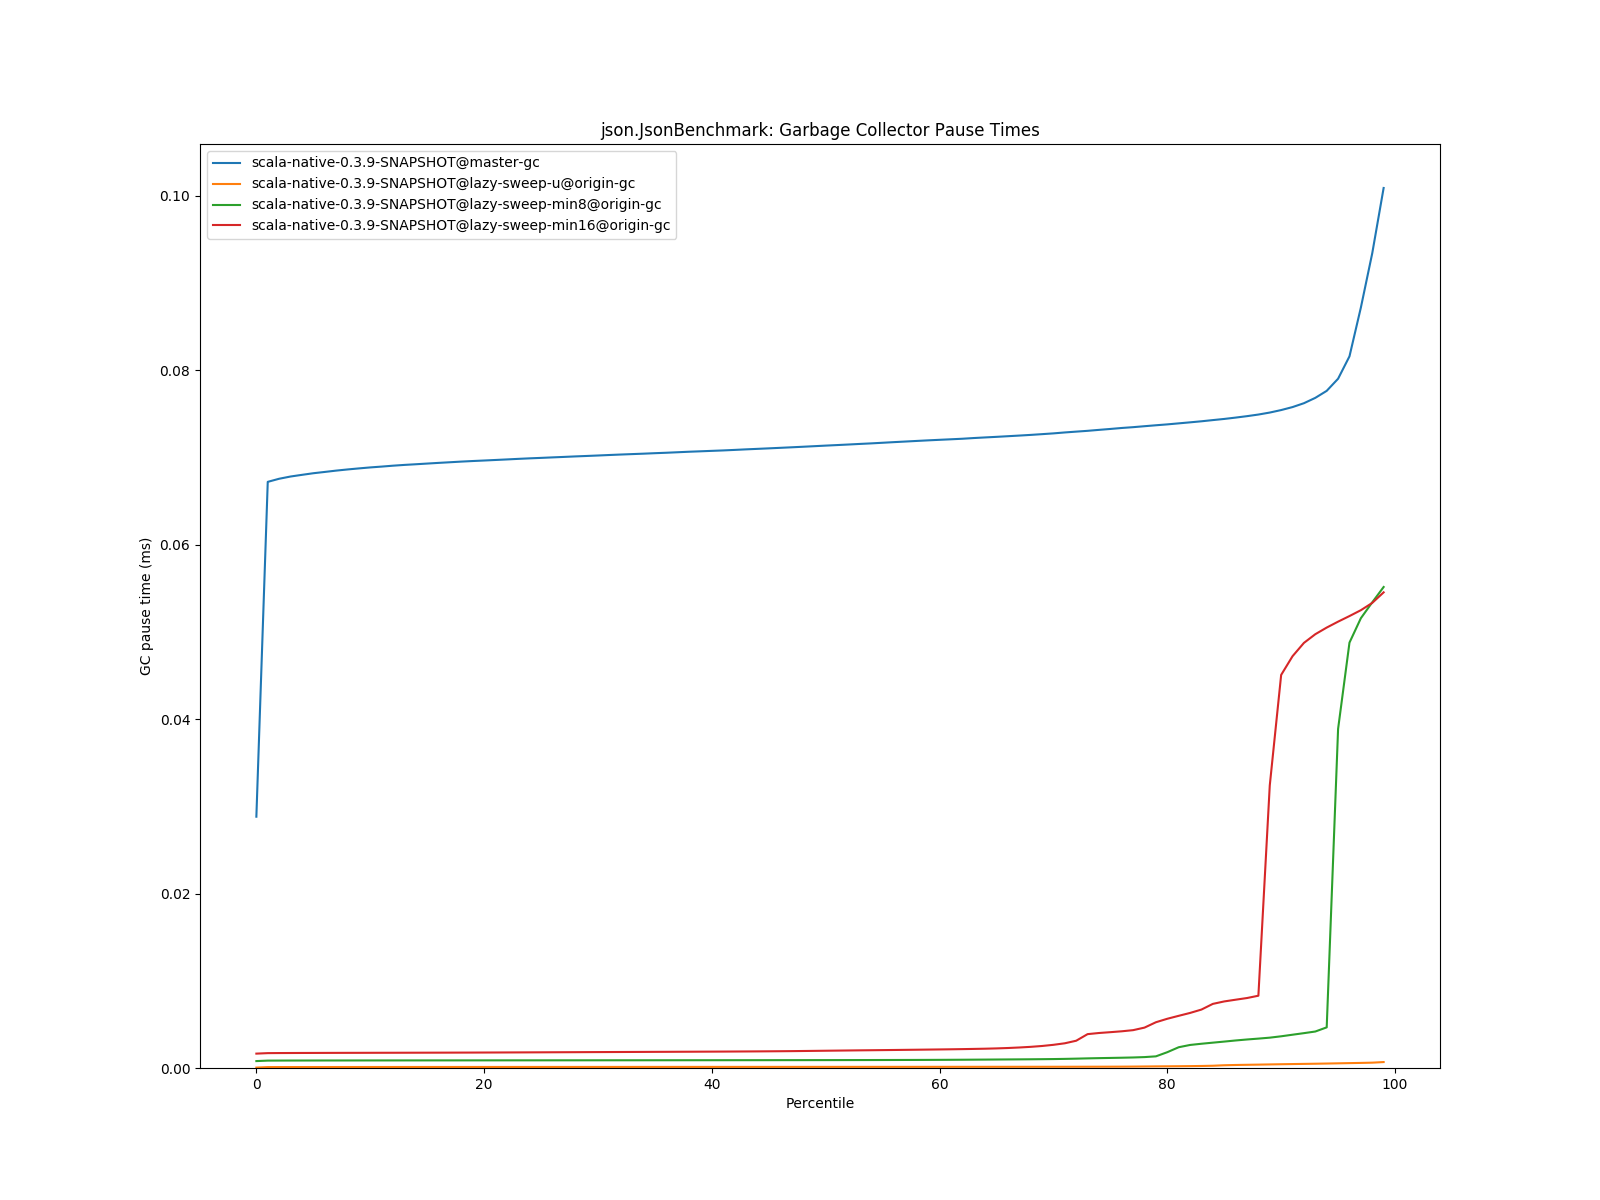 json.JsonBenchmark: Garbage Collector Pause Times
scala-native-0.3.9-SNAPSHOT@master-gc
scala-native-0.3.9-SNAPSHOT@lazy-sweep-u@origin-gc
scala-native-0.3.9-SNAPSHOT@lazy-sweep-min8@origin-gc
scala-native-0.3.9-SNAPSHOT@lazy-sweep-min16@origin-gc
GC pause time (ms)
0.10
0.08
0.06
0.04
0.02
0.00
0 20 40 60 80 100
Percentile